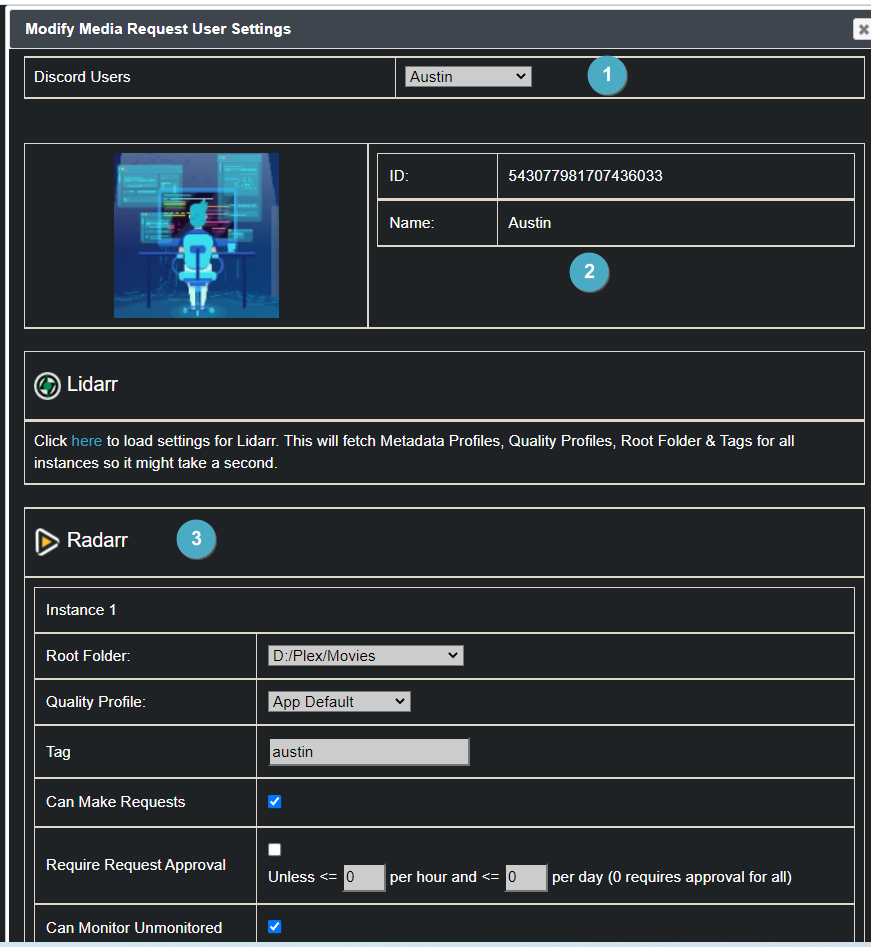 Modify Media Request User Settings
Discord Users
Austin
1
ID:
543077981707436033
Name:
Austin
2
Lidarr
Click here to load settings for Lidarr. This will fetch Metadata Profiles, Quality Profiles, Root Folder & Tags for all
instances so it might take a second.
Radarr
3
Instance 1
Root Folder:
D:/Plex/Movies
Quality Profile:
App Default
Tag
austin
Can Make Requests
Require Request Approval
Unless <= 0 per hour and <= 0 per day (0 requires approval for all)
Can Monitor Unmonitored